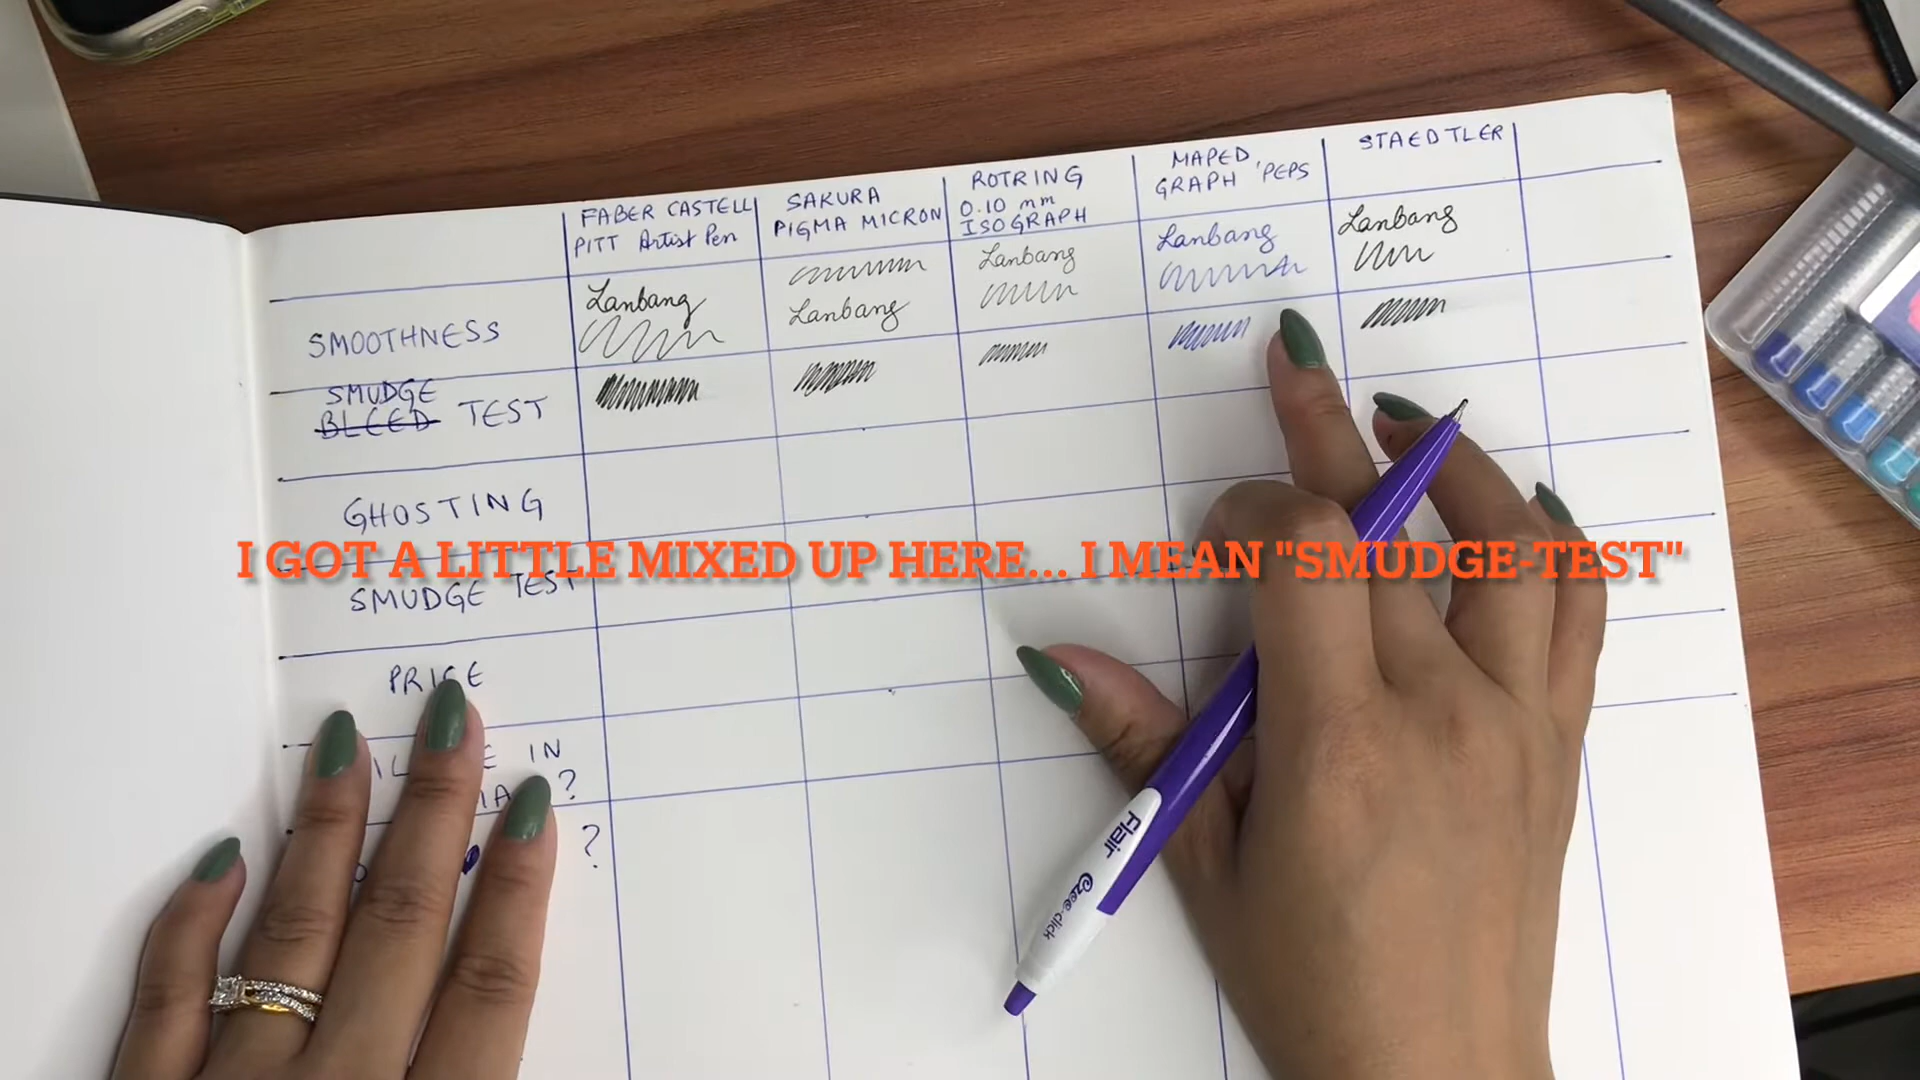 FABER CASTELL
PITT Artist Pen
SAKURA
PIGMA MICRON
ROTRING
0.10 mm
ISOGRAPH
MAPED
GRAPH 'PEPS
STAEDTLER
SMOOTHNESS
Lanbang
Lanbang
Lanbang
Lanbang
Lanbang
SMUDGE
BLEED TEST
GHOSTING
I GOT A LITTLE MIXED UP HERE... I MEAN "SMUDGE-TEST"
SMUDGE TEST
PRICE
IN
?
?
Flair
Ezee-click